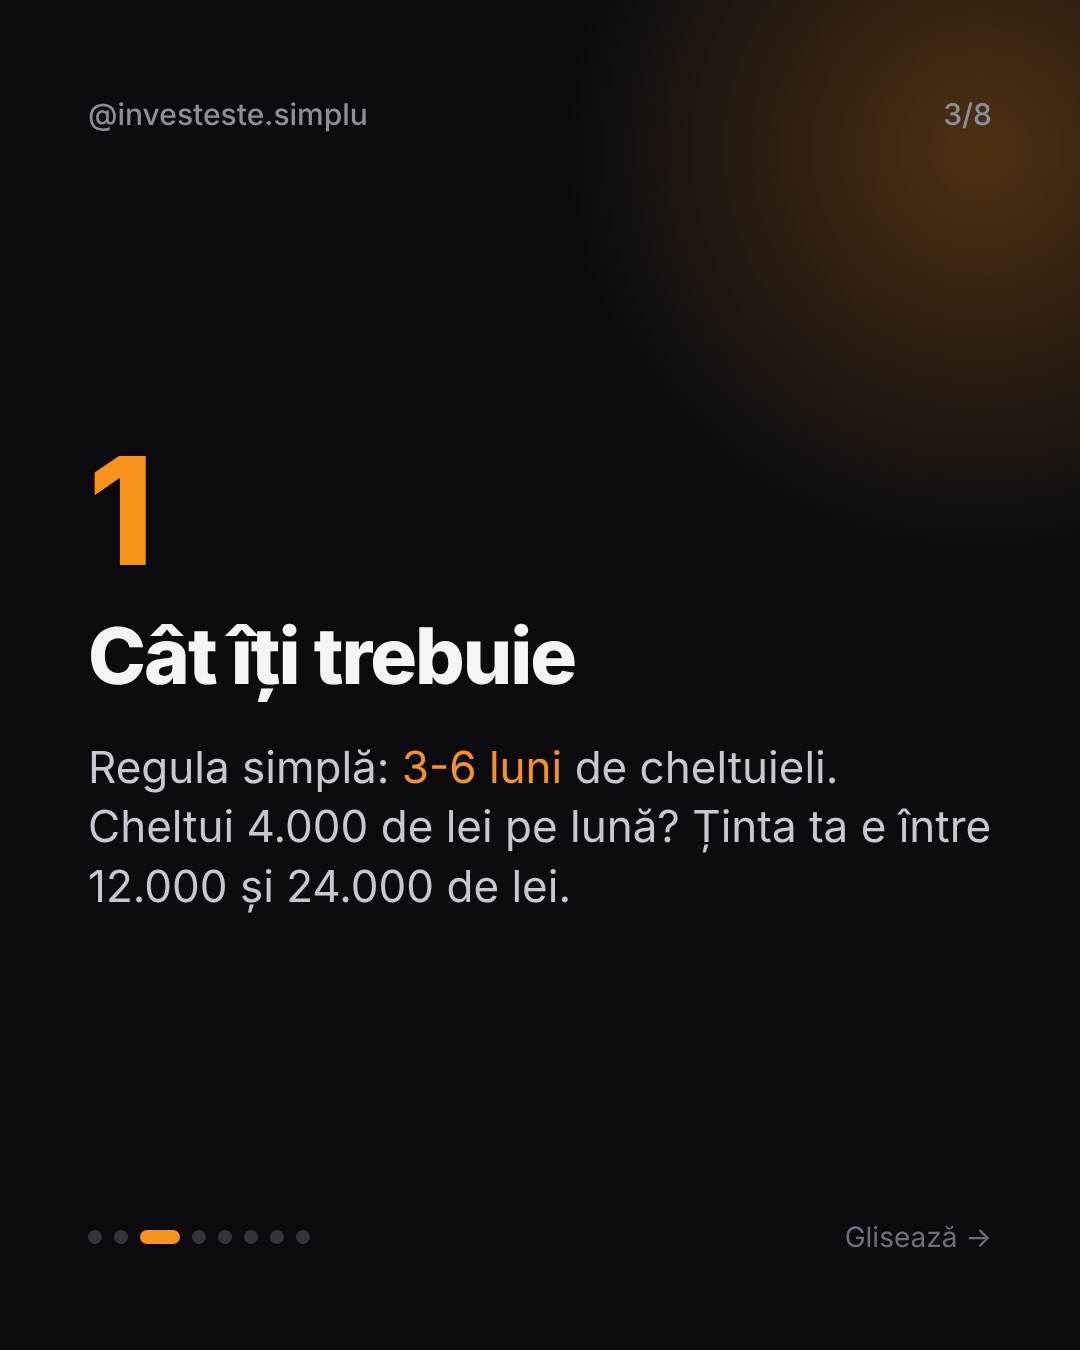 @investeste.simplu
3/8
1
Cât îți trebuie
Regula simplă: 3-6 luni de cheltuieli.
Cheltui 4.000 de lei pe lună? Ținta ta e între
12.000 și 24.000 de lei.
Glisează →